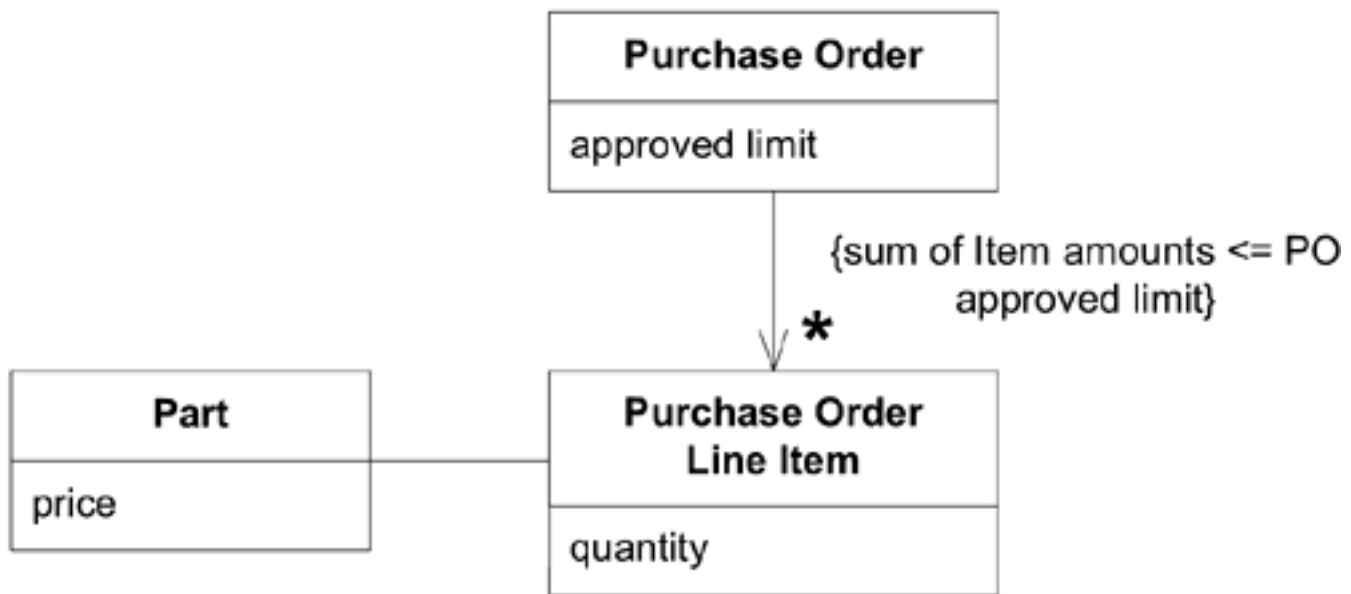 Purchase Order
approved limit
{sum of Item amounts <= PO
approved limit}
*
Part
price
Purchase Order
Line Item
quantity